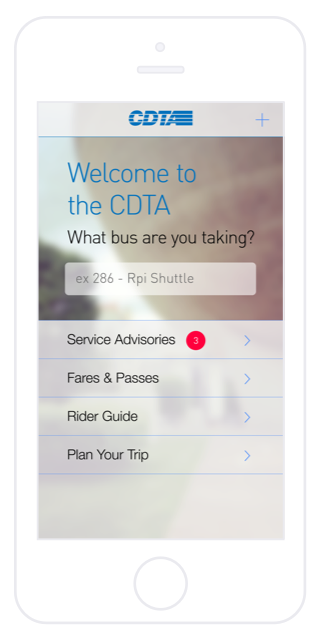 CDTA
Welcome to
the CDTA
What bus are you taking?
ex 286 - Rpi Shuttle
Service Advisories 3
Fares & Passes
Rider Guide
Plan Your Trip